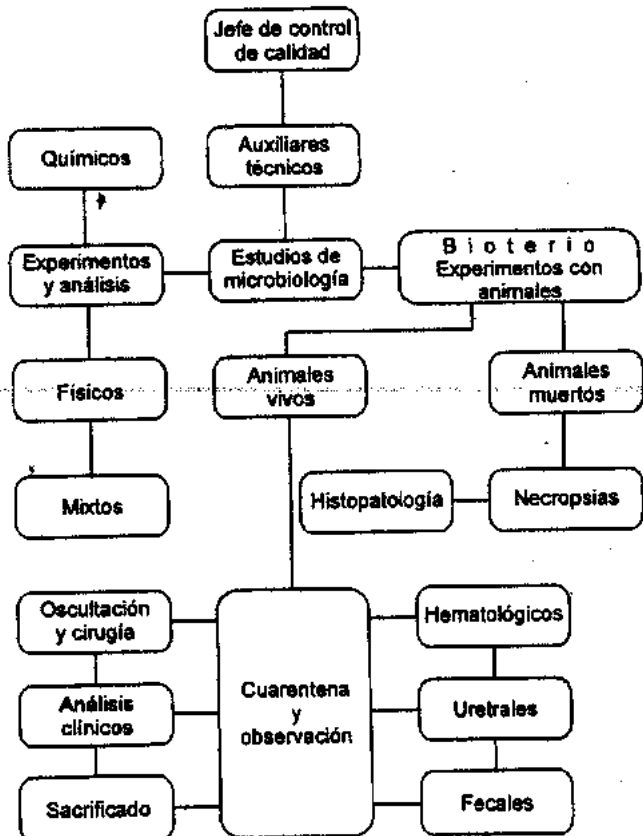 Jefe de control
de calidad
Químicos
Auxiliares
técnicos
Experimentos
y análisis
Estudios de
microbiología
Bioterio
Experimentos con
animales
Físicos
Animales
vivos
Animales
muertos
Mixtos
Histopatología
Necropsias
Oscultación
y cirugía
Cuarentena
y
observación
Hematológicos
Análisis
clínicos
Uretrales
Sacrificado
Fecales